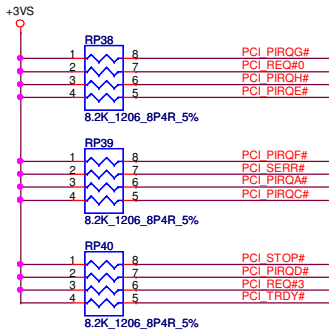 +3VS
RP38
1 8 PCI_PIRQG#
2 7 PCI_REQ#0
3 6 PCI_PIRQH#
4 5 PCI_PIRQE#
8.2K_1206_8P4R_5%
RP39
1 8 PCI_PIRQF#
2 7 PCI_SERR#
3 6 PCI_PIRQA#
4 5 PCI_PIRQC#
8.2K_1206_8P4R_5%
RP40
1 8 PCI_STOP#
2 7 PCI_PIRQD#
3 6 PCI_REQ#3
4 5 PCI_TRDY#
8.2K_1206_8P4R_5%